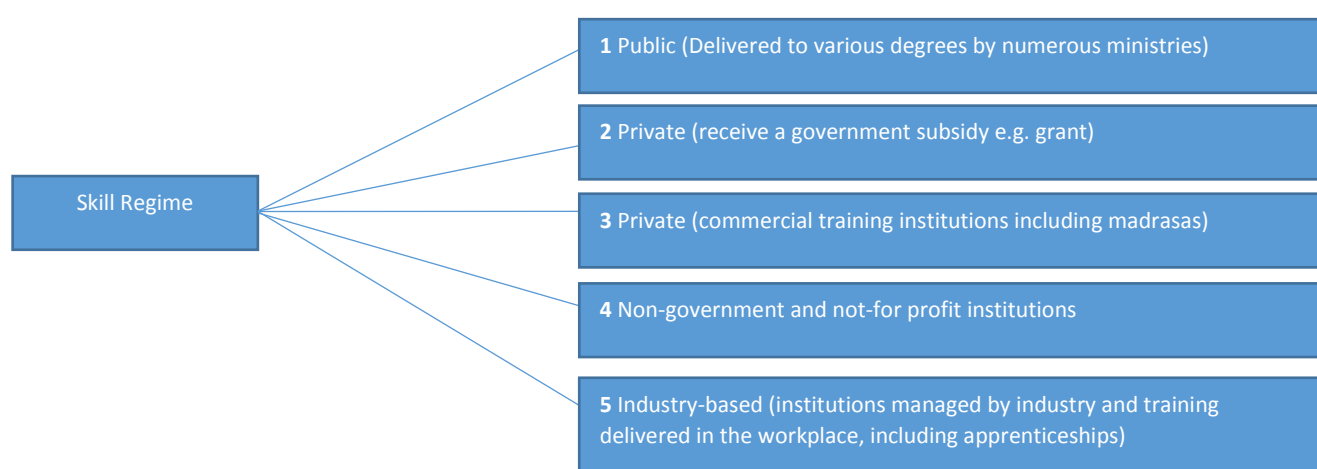 1 Public (Delivered to various degrees by numerous ministries)
2 Private (receive a government subsidy e.g. grant)
Skill Regime
3 Private (commercial training institutions including madrasas)
4 Non-government and not-for profit institutions
5 Industry-based (institutions managed by industry and training
delivered in the workplace, including apprenticeships)